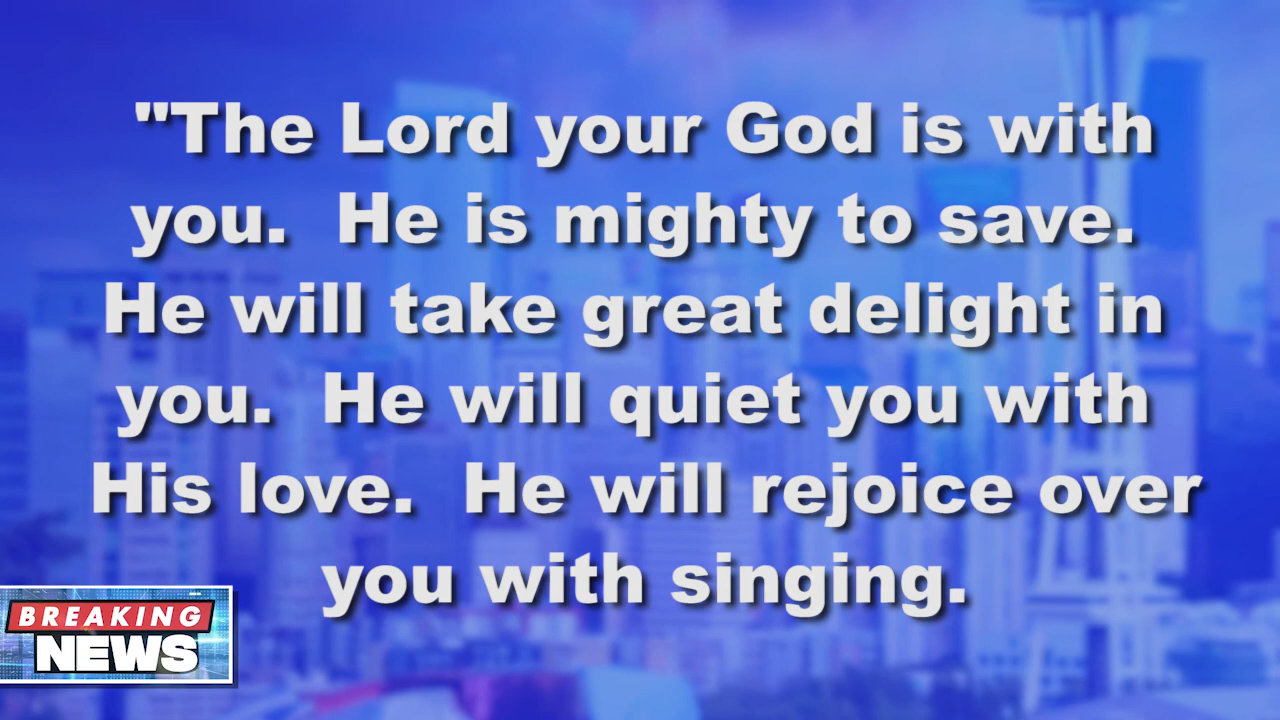 "The Lord your God is with
you.  He is mighty to save.
He will take great delight in
you.  He will quiet you with
His love.  He will rejoice over
you with singing.
BREAKING
NEWS